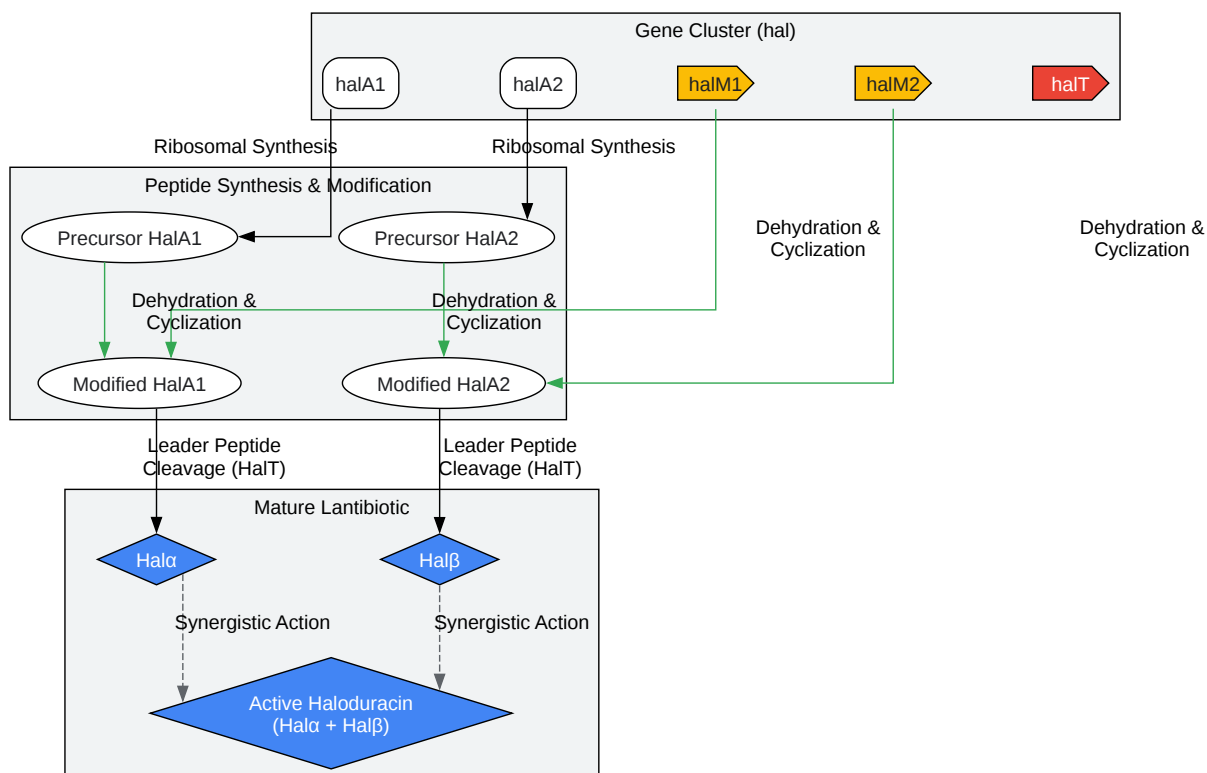 Gene Cluster (hal)
halA1
halA2
halM1
halM2
halT
Ribosomal Synthesis
Ribosomal Synthesis
Peptide Synthesis & Modification
Precursor HalA1
Precursor HalA2
Dehydration &
Cyclization
Dehydration &
Cyclization
Dehydration &
Cyclization
Dehydration &
Cyclization
Modified HalA1
Modified HalA2
Leader Peptide
Cleavage (HalT)
Leader Peptide
Cleavage (HalT)
Mature Lantibiotic
Halα
Halβ
Synergistic Action
Synergistic Action
Active Haloduracin
(Halα + Halβ)